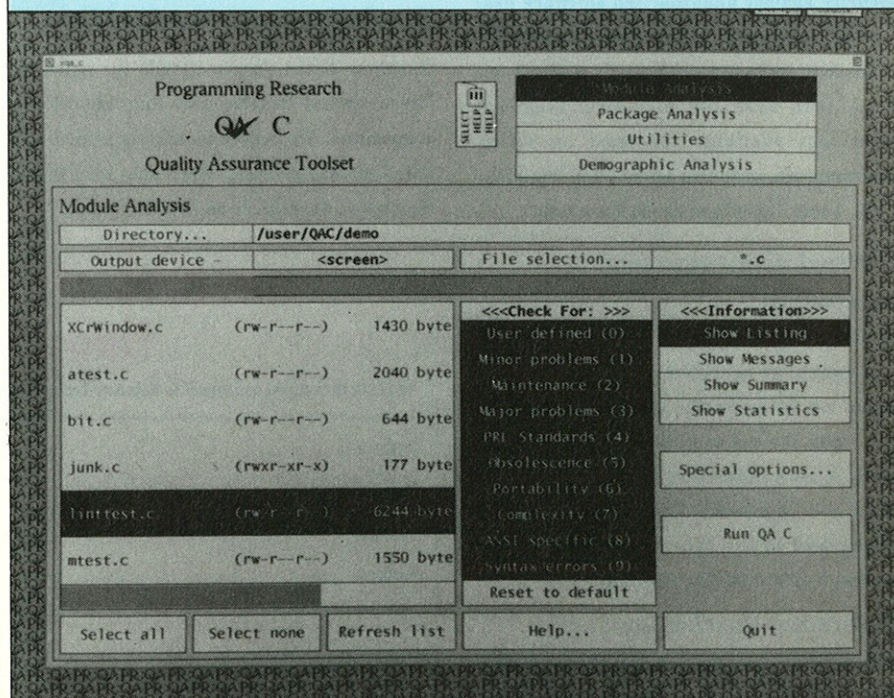 xqa_c
Programming Research
QA C
Quality Assurance Toolset
SELECT
HELP
HELP
Module Analysis
Package Analysis
Utilities
Demographic Analysis
Module Analysis
Directory... /user/QAC/demo
Output device - <screen> File selection... *.c
XCrWindow.c (rw-r--r--) 1430 byte
atest.c (rw-r--r--) 2040 byte
bit.c (rw-r--r--) 644 byte
junk.c (rwxr-xr-x) 177 byte
linttest.c (rw-r--r--) 6244 byte
mtest.c (rw-r--r--) 1550 byte
<<<Check For: >>>
User defined (0)
Minor problems (1)
Maintenance (2)
Major problems (3)
PRL Standards (4)
Obsolescence (5)
Portability (6)
Complexity (7)
ANSI specific (8)
Syntax errors (9)
Reset to default
<<<Information>>>
Show Listing
Show Messages
Show Summary
Show Statistics
Special options...
Run QA C
Select all Select none Refresh list Help... Quit